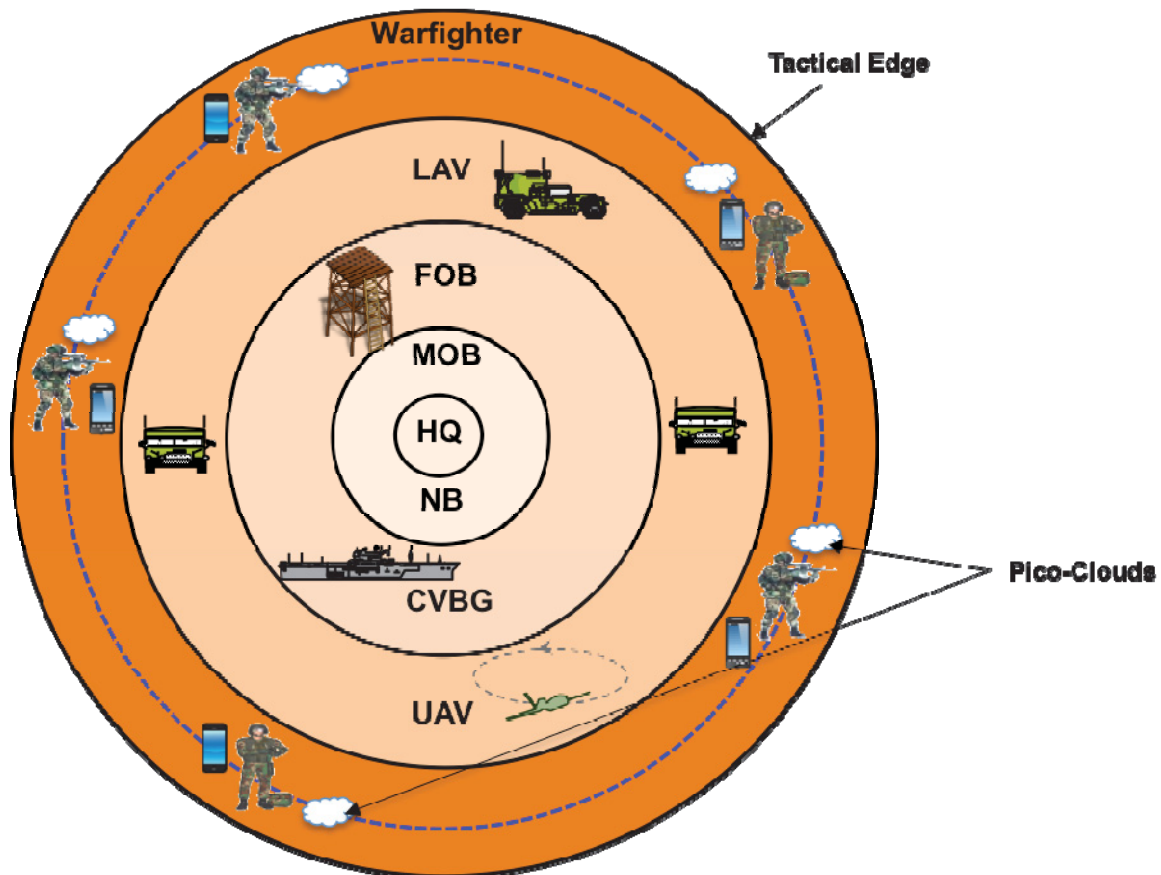 Warfighter
Tactical Edge
LAV
FOB
MOB
HQ
NB
CVBG
Pico-Clouds
UAV